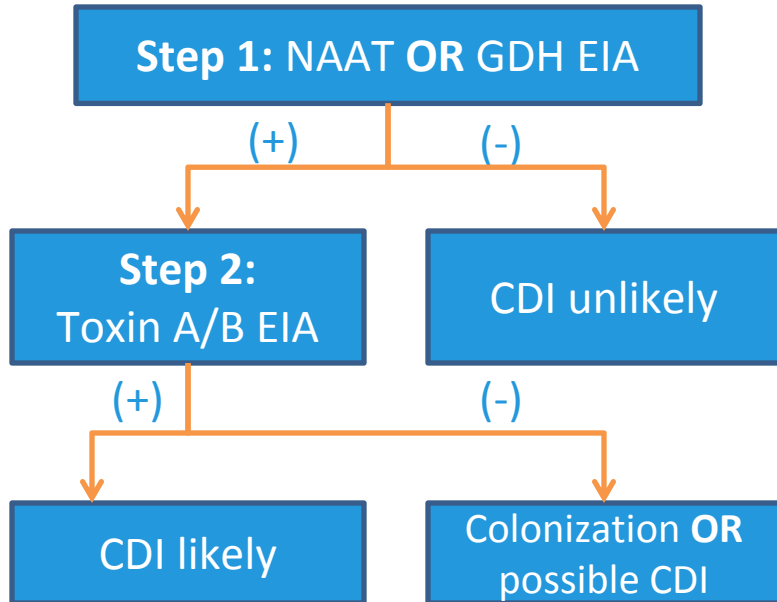 Step 1: NAAT OR GDH EIA
(+)
(-)
Step 2:
Toxin A/B EIA
CDI unlikely
(+)
(-)
CDI likely
Colonization OR
possible CDI